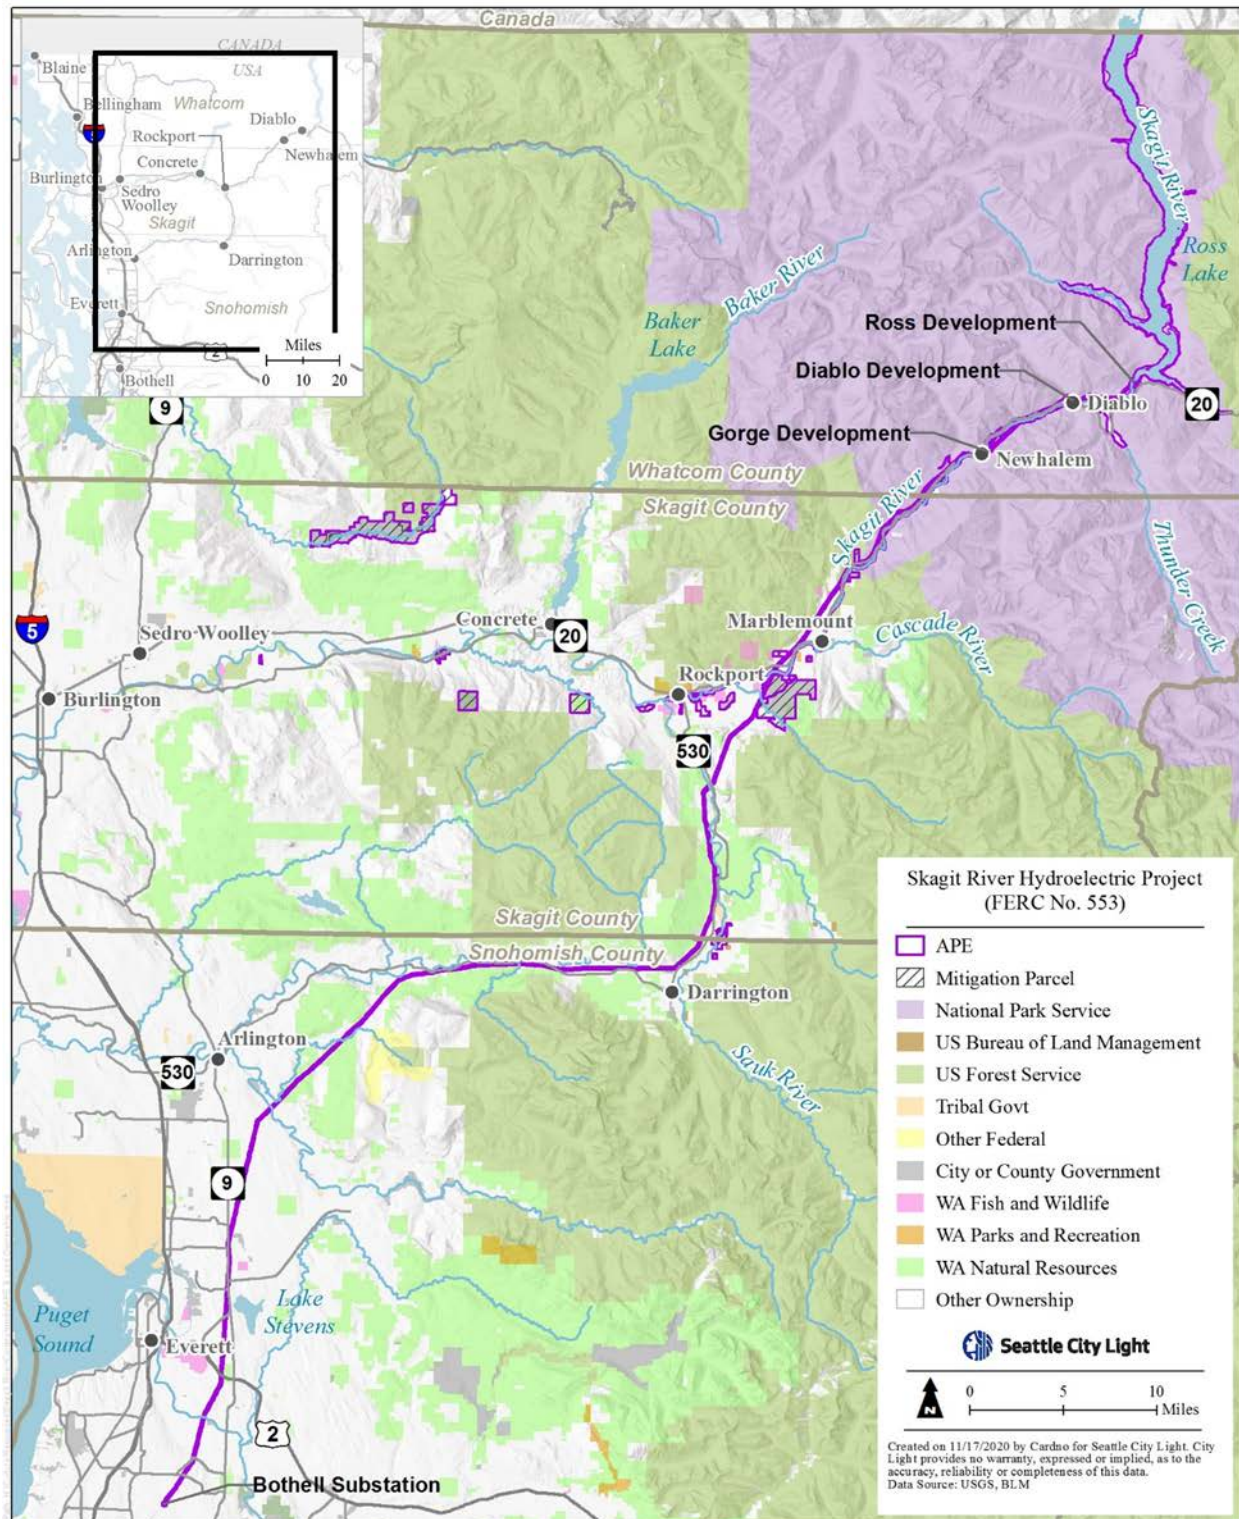 Canada
CANADA
USA
Blaine
Bellingham
Whatcom
5
Rockport
Diablo
Concrete
Newhalem
Burlington
Sedro
Woolley
Skagit
Arlington
Darrington
Everett
Snohomish
2
Miles
0 10 20
Bothell
9
Skagit River
Ross
Lake
Baker River
Baker
Lake
Ross Development
Diablo Development
Diablo
20
Gorge Development
Newhalem
Whatcom County
Skagit County
Skagit River
Thunder Creek
5
Sedro Woolley
Concrete
20
Marblemount
Cascade River
Burlington
Rockport
530
Skagit County
Snohomish County
Darrington
Arlington
530
Sauk River
9
Puget
Sound
Lake
Stevens
Everett
2
Bothell Substation
Skagit River Hydroelectric Project
(FERC No. 553)
APE
Mitigation Parcel
National Park Service
US Bureau of Land Management
US Forest Service
Tribal Govt
Other Federal
City or County Government
WA Fish and Wildlife
WA Parks and Recreation
WA Natural Resources
Other Ownership
Seattle City Light
N
0 5 10
Miles
Created on 11/17/2020 by Cardno for Seattle City Light. City
Light provides no warranty, expressed or implied, as to the
accuracy, reliability or completeness of this data.
Data Source: USGS, BLM